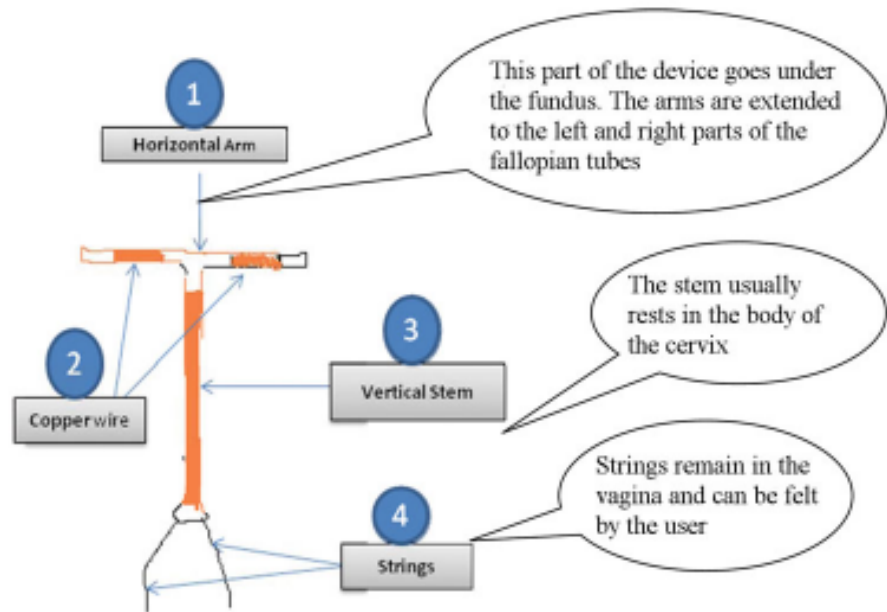 1
Horizontal Arm
This part of the device goes under
the fundus. The arms are extended
to the left and right parts of the
fallopian tubes
2
Copper wire
3
Vertical Stem
The stem usually
rests in the body of
the cervix
4
Strings
Strings remain in the
vagina and can be felt
by the user